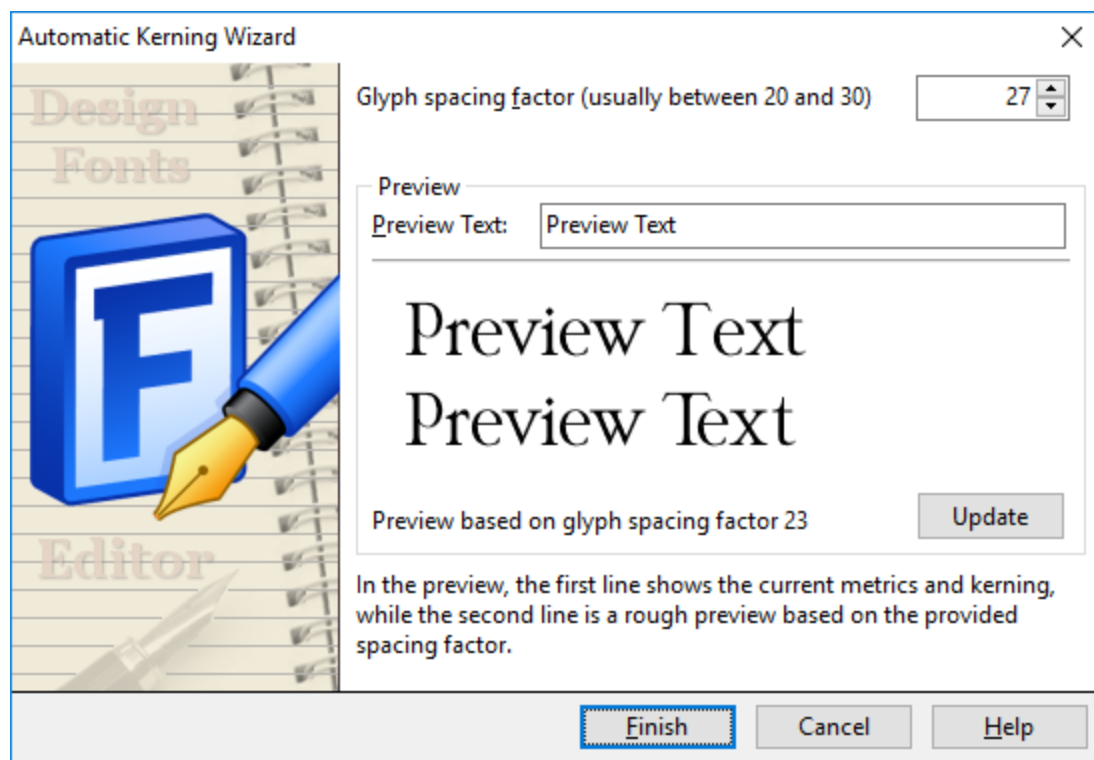 Automatic Kerning Wizard
Design
Fonts
F
Editor
Glyph spacing factor (usually between 20 and 30) 27
Preview
Preview Text: Preview Text
Preview Text
Preview Text
Preview based on glyph spacing factor 23 Update
In the preview, the first line shows the current metrics and kerning,
while the second line is a rough preview based on the provided
spacing factor.
Finish Cancel Help